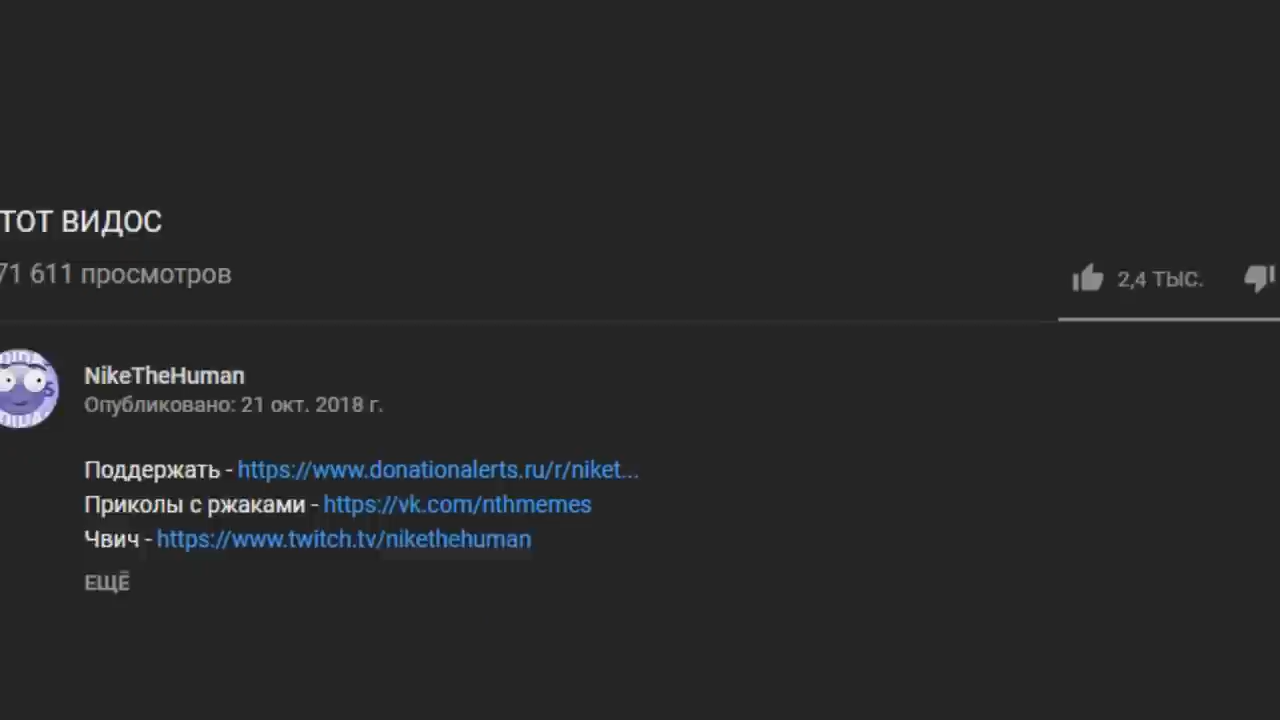 ТОТ ВИДОС
71 611 просмотров
2,4 ТЫС.
NikeTheHuman
Опубликовано: 21 окт. 2018 г.
Поддержать - https://www.donationalerts.ru/r/niket...
Приколы с ржаками - https://vk.com/nthmemes
Чвич - https://www.twitch.tv/nikethehuman
ЕЩЁ